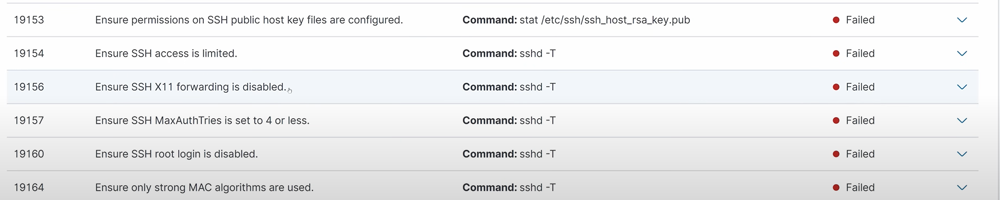 19153 Ensure permissions on SSH public host key files are configured. Command: stat /etc/ssh/ssh_host_rsa_key.pub Failed
19154 Ensure SSH access is limited. Command: sshd -T Failed
19156 Ensure SSH X11 forwarding is disabled. Command: sshd -T Failed
19157 Ensure SSH MaxAuthTries is set to 4 or less. Command: sshd -T Failed
19160 Ensure SSH root login is disabled. Command: sshd -T Failed
19164 Ensure only strong MAC algorithms are used. Command: sshd -T Failed